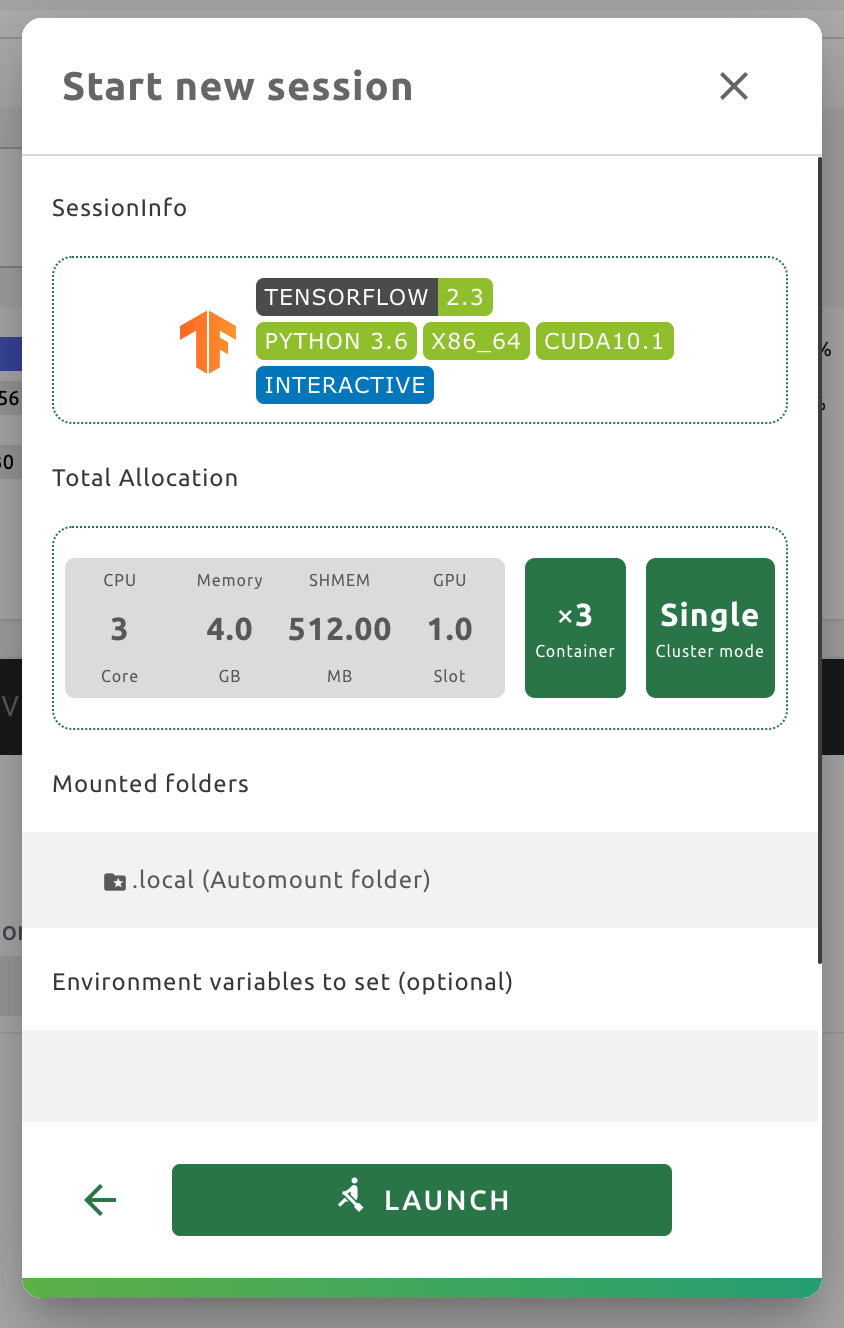 Start new session
SessionInfo
TENSORFLOW 2.3
PYTHON 3.6 X86_64 CUDA10.1
INTERACTIVE
Total Allocation
CPU Memory SHMEM GPU
3 4.0 512.00 1.0
Core GB MB Slot
×3
Container
Single
Cluster mode
Mounted folders
.local (Automount folder)
Environment variables to set (optional)
LAUNCH